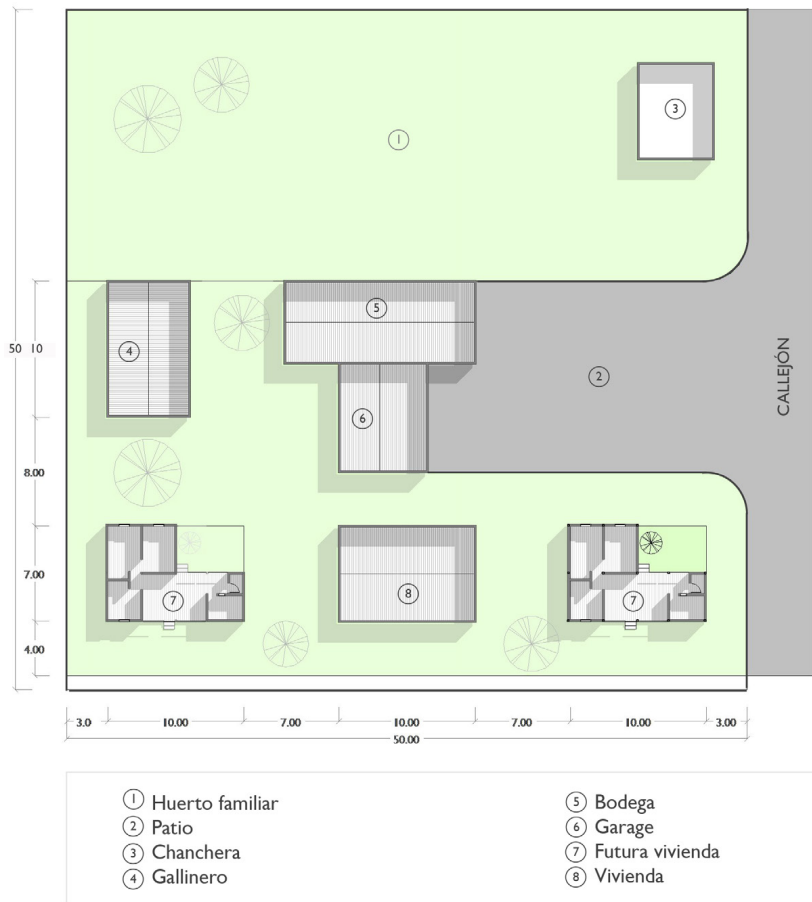 3
1
5
4
2
6
CALLEJÓN
50
10
8.00
7.00
4.00
7
8
7
3.0 10.00 7.00 10.00 7.00 10.00 3.00
50.00
1 Huerto familiar
2 Patio
3 Chanchera
4 Gallinero
5 Bodega
6 Garage
7 Futura vivienda
8 Vivienda